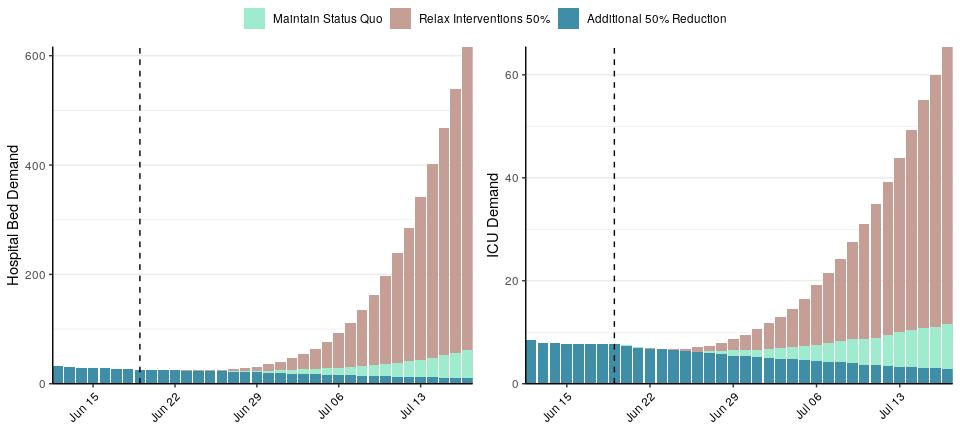 Maintain Status Quo Relax Interventions 50% Additional 50% Reduction
Hospital Bed Demand
600
400
200
0
Jun 15 Jun 22 Jun 29 Jul 06 Jul 13
ICU Demand
60
40
20
0
Jun 15 Jun 22 Jun 29 Jul 06 Jul 13